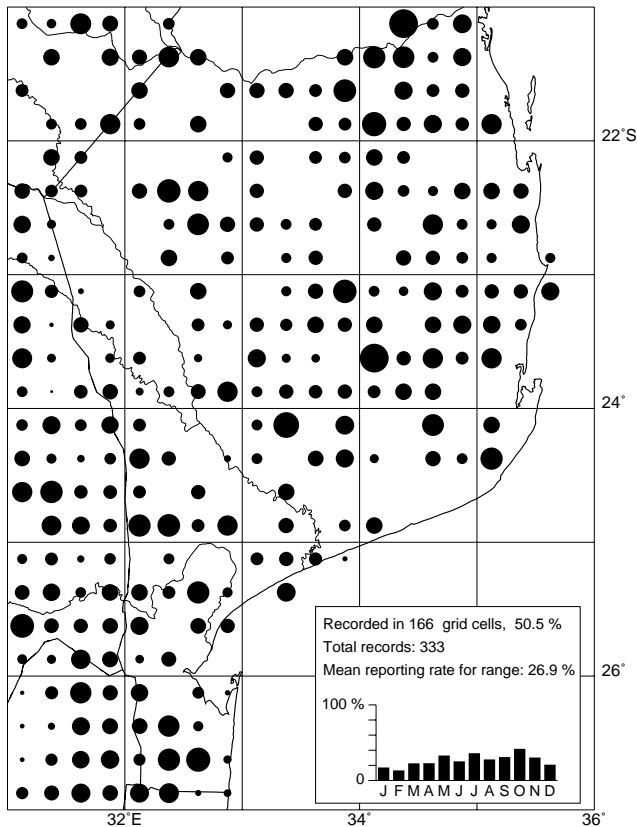 22°S
24°
Recorded in 166 grid cells, 50.5 %
Total records: 333
Mean reporting rate for range: 26.9 %
26°
100 %
0
J F M A M J J A S O N D
32°E 34° 35° 36°